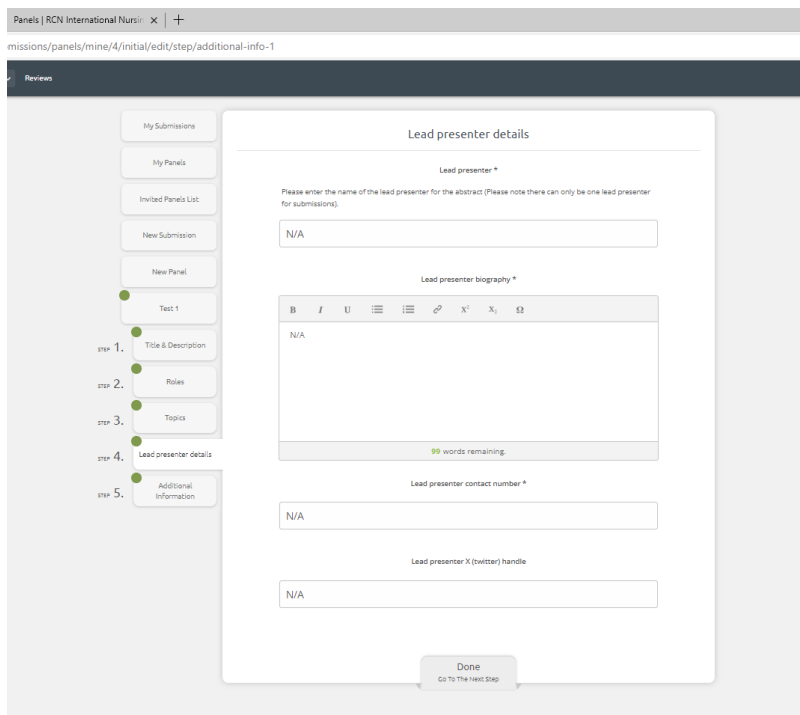 Panels | RCN International Nursin
missions/panels/mine/4/initial/edit/step/additional-info-1
Reviews
My Submissions
My Panels
Invited Panels List
New Submission
New Panel
Test 1
STEP 1. Title & Description
STEP 2. Roles
STEP 3. Topics
STEP 4. Lead presenter details
STEP 5. Additional
Information
Lead presenter details
Lead presenter *
Please enter the name of the lead presenter for the abstract (Please note there can only be one lead presenter
for submissions).
N/A
Lead presenter biography *
B I U X² X₁ Ω
N/A
99 words remaining.
Lead presenter contact number *
N/A
Lead presenter X (twitter) handle
N/A
Done
Go To The Next Step